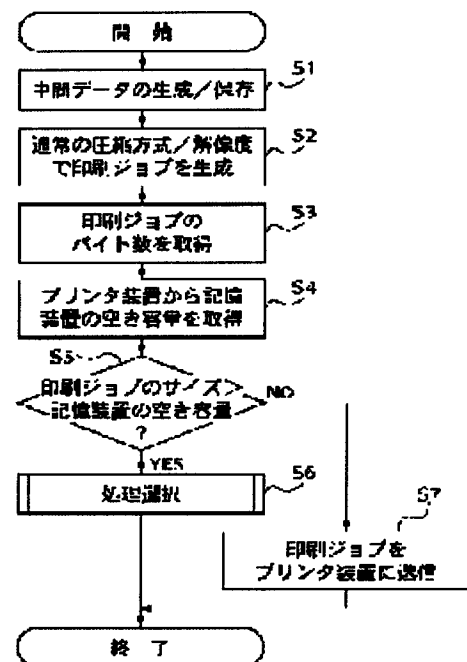 開 始
S1
中間データの生成／保存
S2
通常の圧縮方式／解像度
で印刷ジョブを生成
S3
印刷ジョブの
バイト数を取得
S4
プリンタ装置から記憶
装置の空き容量を取得
S5
印刷ジョブのサイズ＞
記憶装置の空き容量
？
NO
YES
S6
処理選択
S7
印刷ジョブを
プリンタ装置に送信
終 了